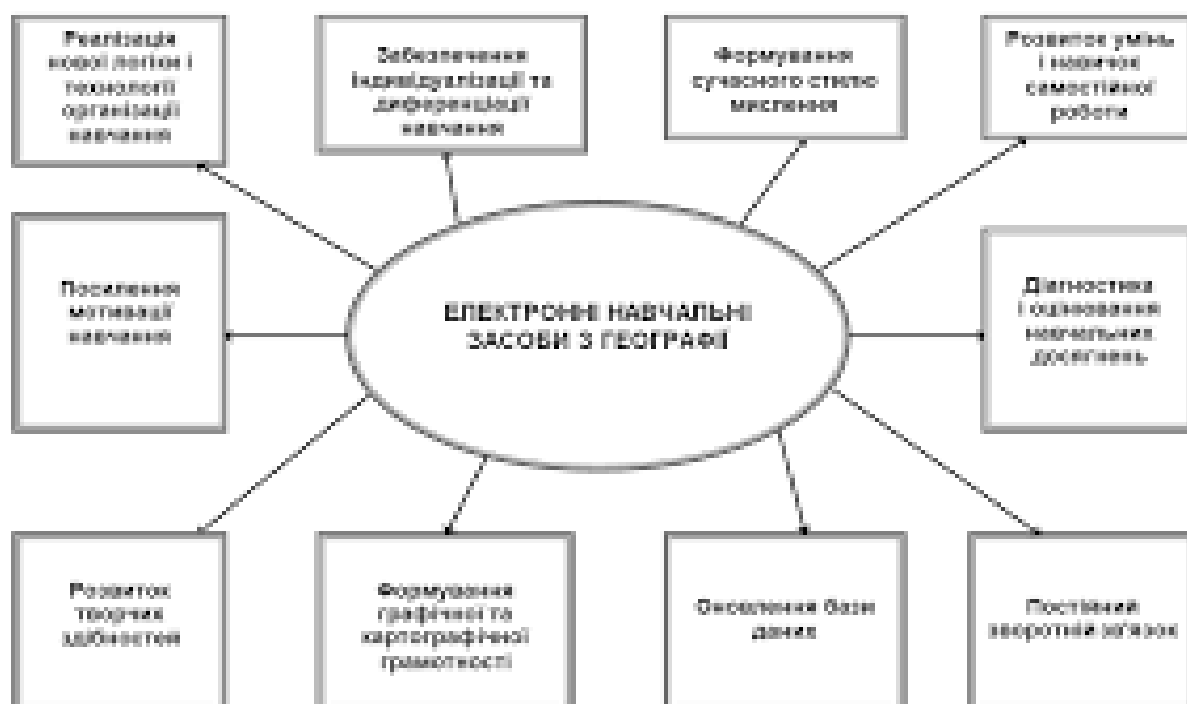 Реалізація
нової логіки і
технології
організації
навчання
Забезпечення
індивідуалізації та
диференціації
навчання
Формування
сучасного стилю
мислення
Розвиток умінь
і навичок
самостійної
роботи
Посилення
мотивації
навчання
ЕЛЕКТРОННІ НАВЧАЛЬНІ
ЗАСОБИ З ГЕОГРАФІЇ
Діагностика
і оцінювання
навчальних
досягнень
Розвиток
творчих
здібностей
Формування
графічної та
картографічної
грамотності
Оновлення бази
даних
Постійний
зворотній зв'язок